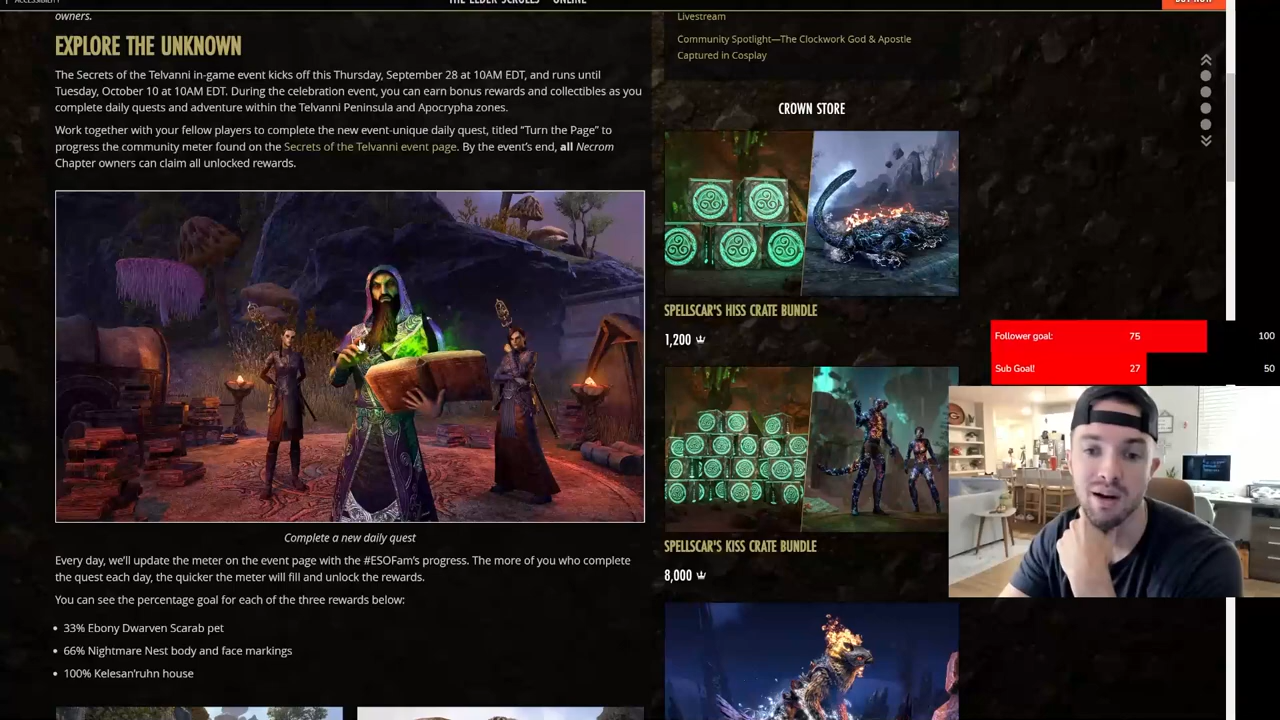 ACCESSIBILITY
THE ELDER SCROLLS ONLINE
BUY NOW
owners.
EXPLORE THE UNKNOWN
The Secrets of the Telvanni in-game event kicks off this Thursday, September 28 at 10AM EDT, and runs until
Tuesday, October 10 at 10AM EDT. During the celebration event, you can earn bonus rewards and collectibles as you
complete daily quests and adventure within the Telvanni Peninsula and Apocrypha zones.
Work together with your fellow players to complete the new event-unique daily quest, titled “Turn the Page” to
progress the community meter found on the Secrets of the Telvanni event page. By the event's end, all Necrom
Chapter owners can claim all unlocked rewards.
Complete a new daily quest
Every day, we'll update the meter on the event page with the #ESOFam's progress. The more of you who complete
the quest each day, the quicker the meter will fill and unlock the rewards.
You can see the percentage goal for each of the three rewards below:
• 33% Ebony Dwarven Scarab pet
• 66% Nightmare Nest body and face markings
• 100% Kelesan'ruhn house
Livestream
Community Spotlight—The Clockwork God & Apostle
Captured in Cosplay
CROWN STORE
SPELLSCAR'S HISS CRATE BUNDLE
1,200
SPELLSCAR'S KISS CRATE BUNDLE
8,000
Follower goal: 75 100
Sub Goal! 27 50